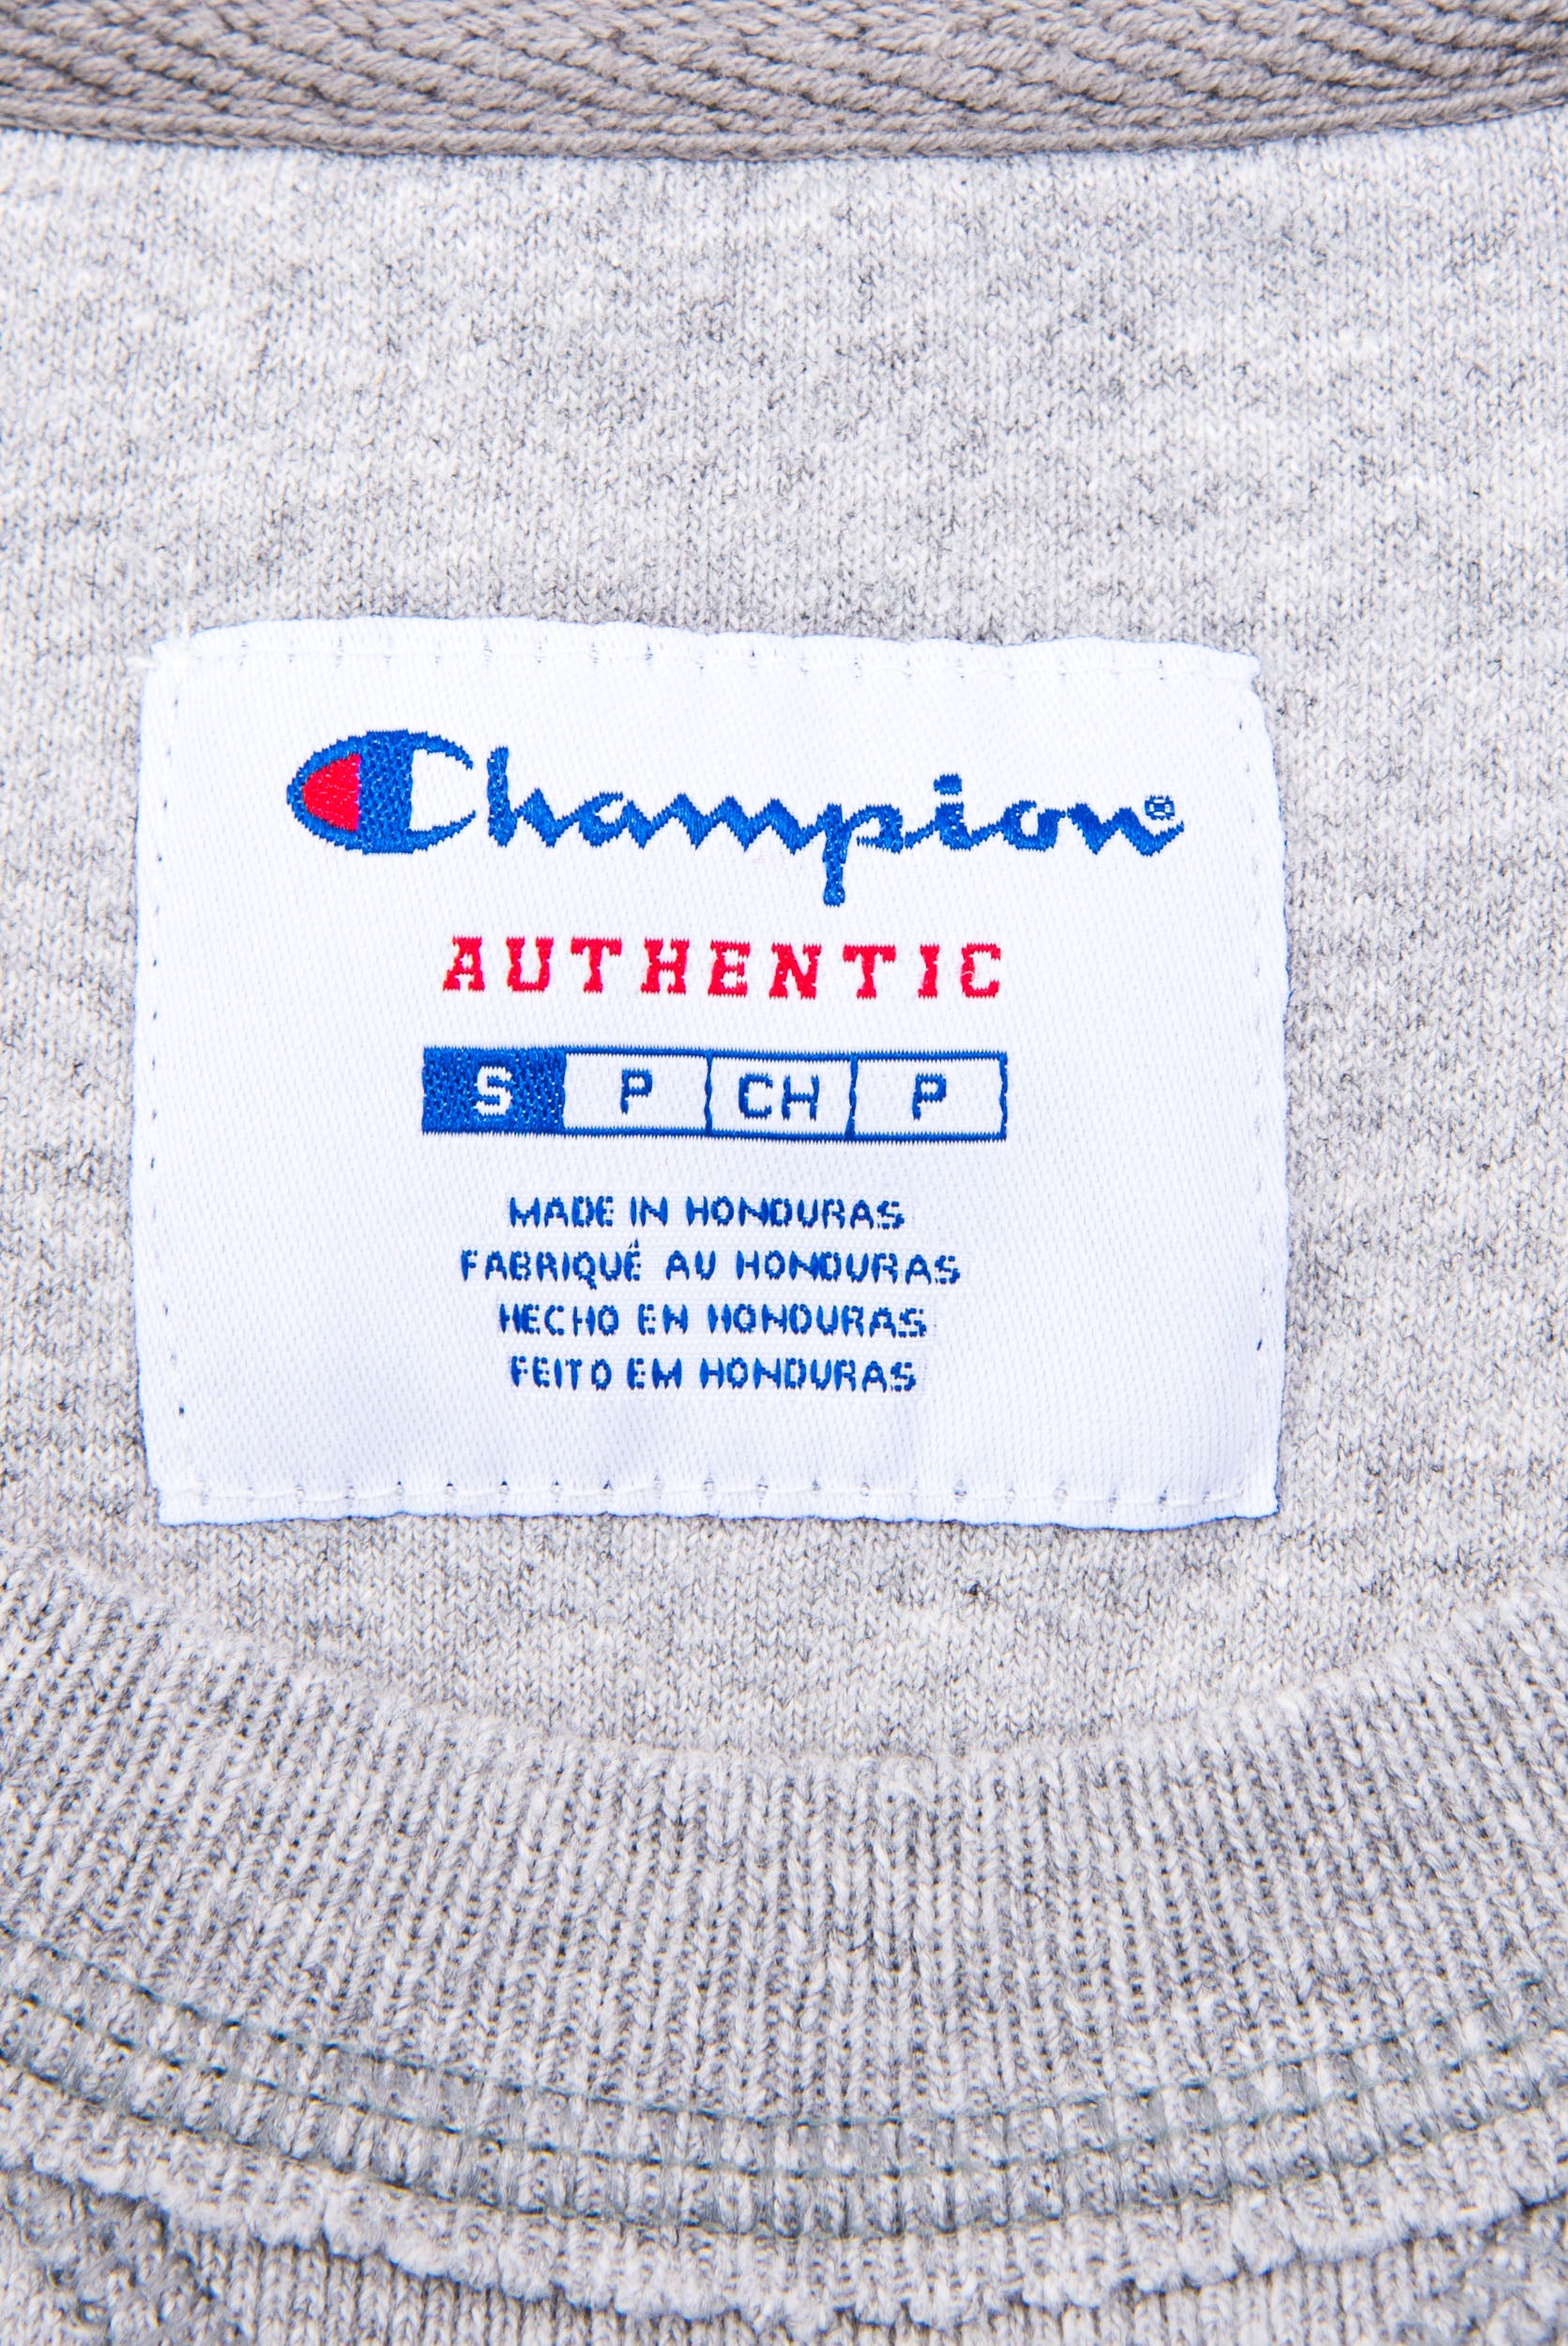 Champion®
AUTHENTIC
S P CH P
MADE IN HONDURAS
FABRIQUÉ AU HONDURAS
HECHO EN HONDURAS
FEITO EM HONDURAS